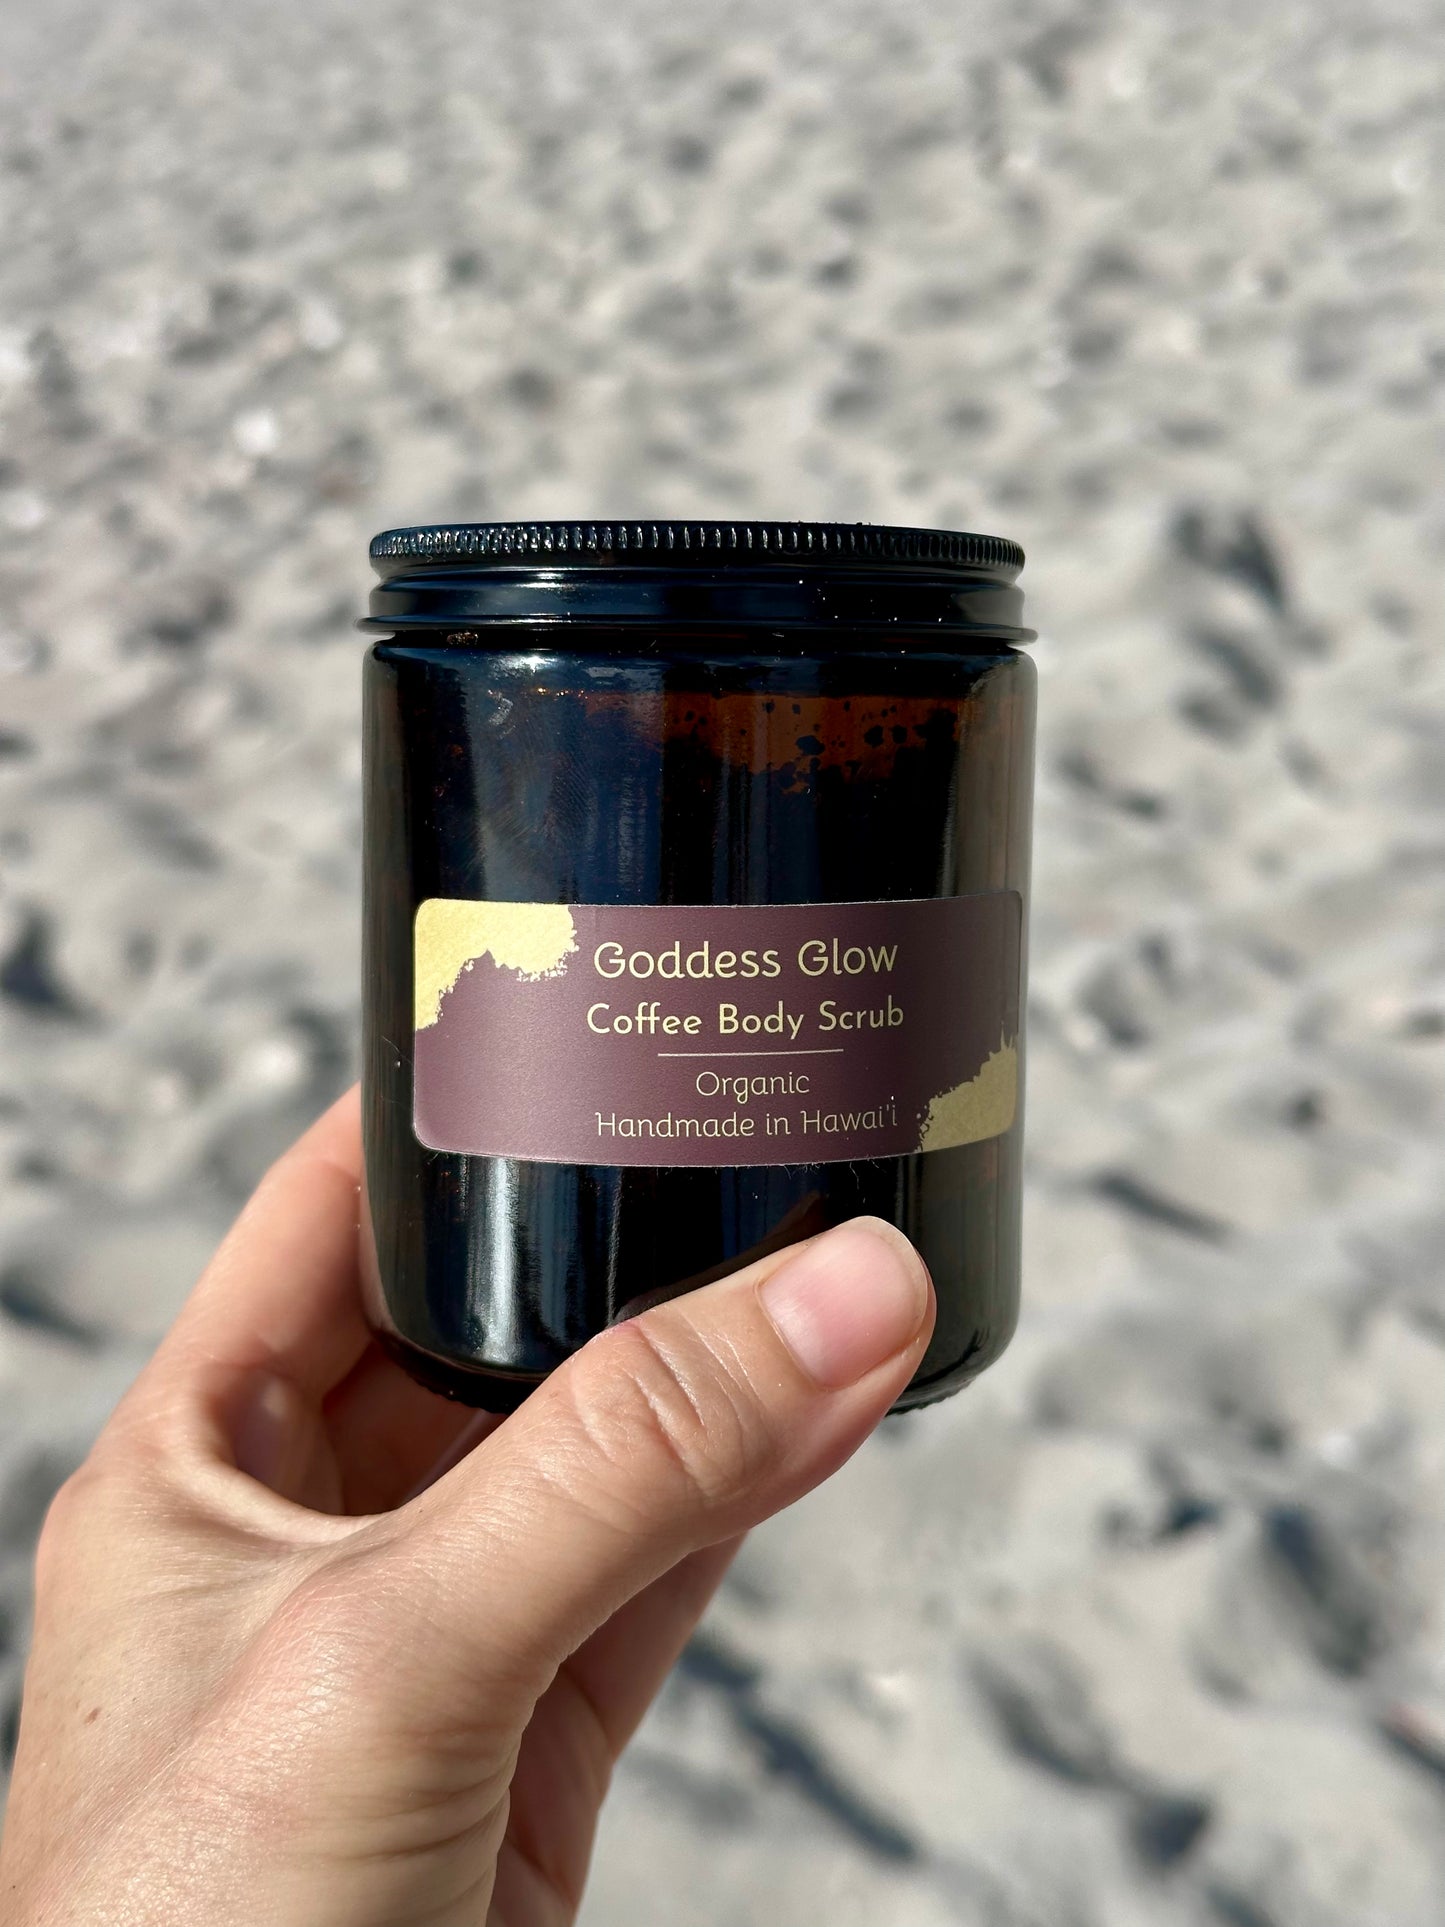 Goddess Glow
Coffee Body Scrub
Organic
Handmade in Hawai'i